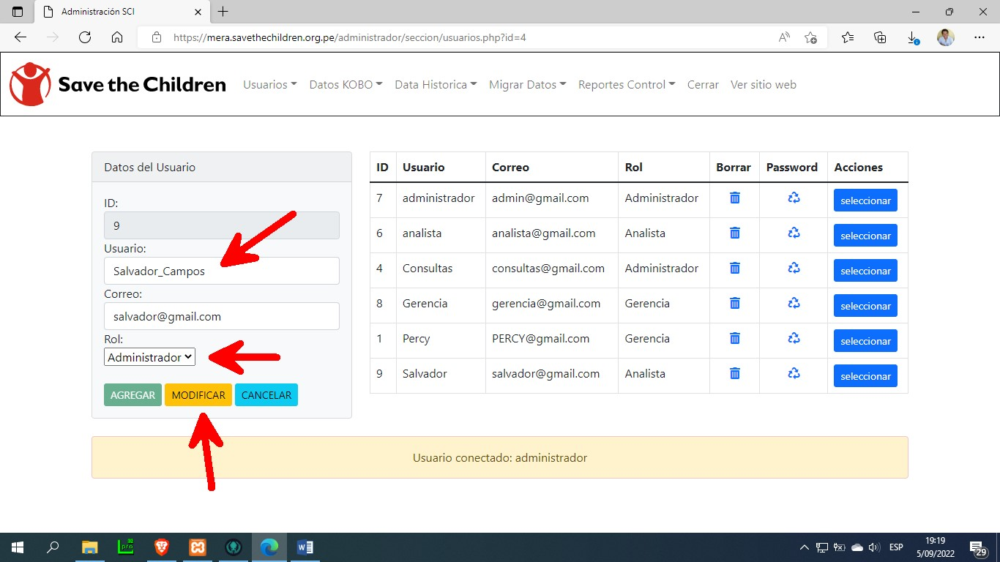 Administración SCI
https://mera.savethechildren.org.pe/administrador/seccion/usuarios.php?id=4
Save the Children Usuarios Datos KOBO Data Historica Migrar Datos Reportes Control Cerrar Ver sitio web
Datos del Usuario
ID:
9
Usuario:
Salvador_Campos
Correo:
salvador@gmail.com
Rol:
Administrador
AGREGAR MODIFICAR CANCELAR
ID Usuario Correo Rol Borrar Password Acciones
7 administrador admin@gmail.com Administrador seleccionar
6 analista analista@gmail.com Analista seleccionar
4 Consultas consultas@gmail.com Administrador seleccionar
8 Gerencia gerencia@gmail.com Gerencia seleccionar
1 Percy PERCY@gmail.com Gerencia seleccionar
9 Salvador salvador@gmail.com Analista seleccionar
Usuario conectado: administrador
ESP
19:19
5/09/2022
29